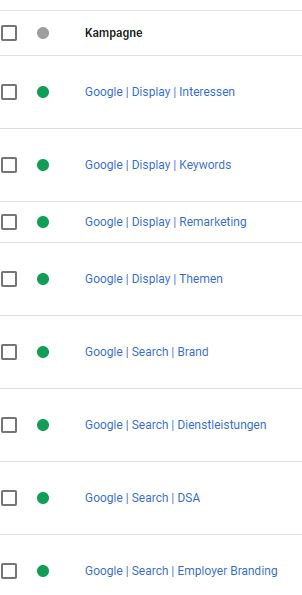 Kampagne
Google | Display | Interessen
Google | Display | Keywords
Google | Display | Remarketing
Google | Display | Themen
Google | Search | Brand
Google | Search | Dienstleistungen
Google | Search | DSA
Google | Search | Employer Branding